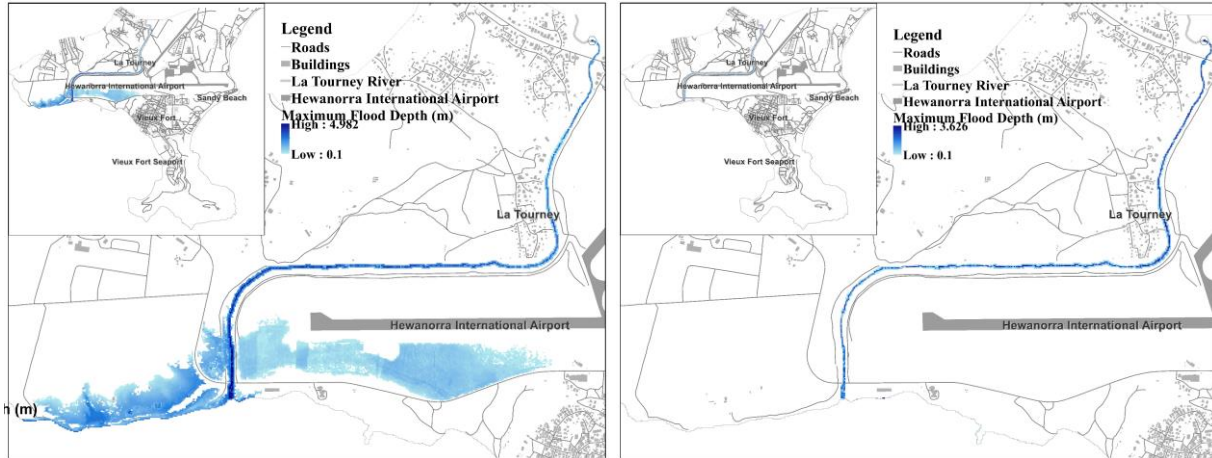 La Tourney
Hewanorra International Airport
Sandy Beach
Vieux Fort
Vieux Fort Seaport
Legend
Roads
Buildings
La Tourney River
Hewanorra International Airport
Maximum Flood Depth (m)
High : 4.982
Low : 0.1
La Tourney
Hewanorra International Airport
h (m)
La Tourney
Hewanorra International Airport
Sandy Beach
Vieux Fort
Vieux Fort Seaport
Legend
Roads
Buildings
La Tourney River
Hewanorra International Airport
Maximum Flood Depth (m)
High : 3.626
Low : 0.1
La Tourney
Hewanorra International Airport